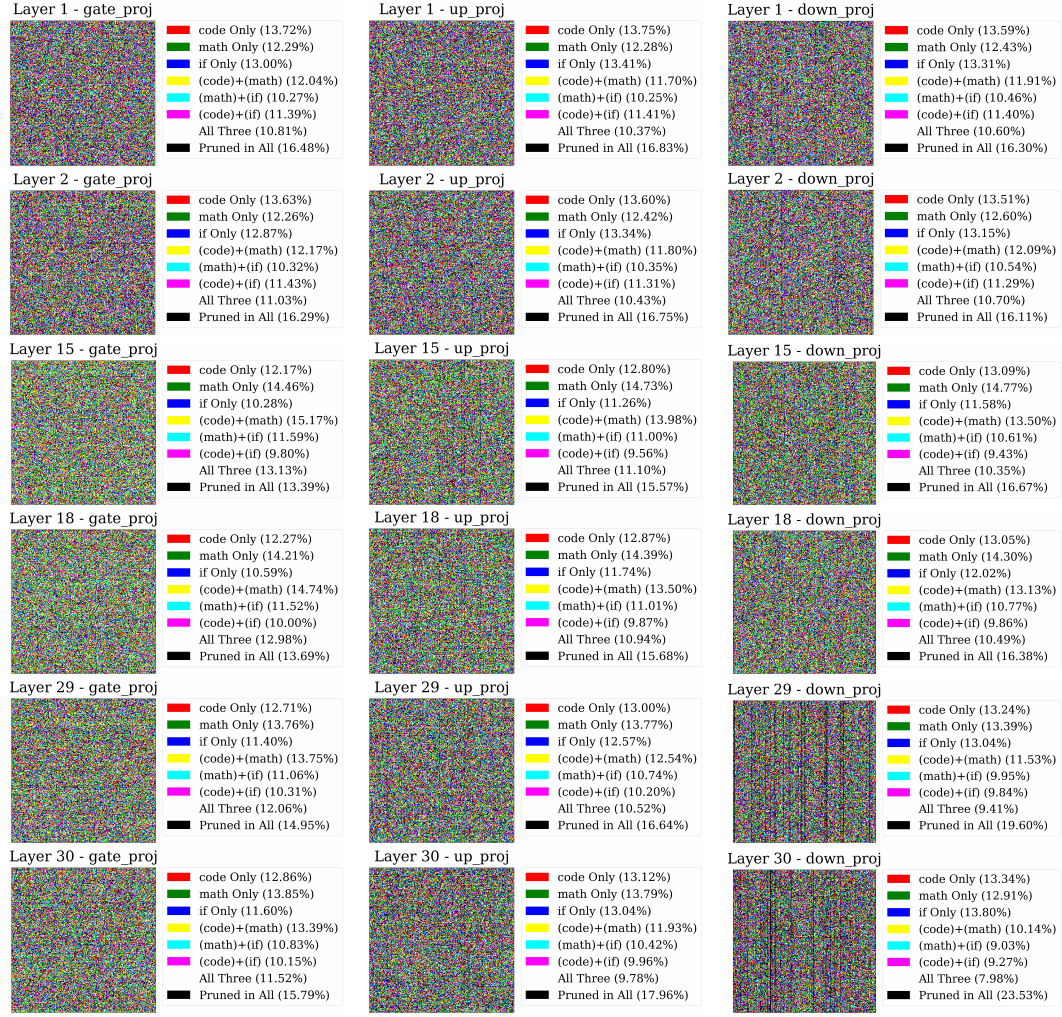 Layer 1 - gate_proj
code Only (13.72%)
math Only (12.29%)
if Only (13.00%)
(code)+(math) (12.04%)
(math)+(if) (10.27%)
(code)+(if) (11.39%)
All Three (10.81%)
Pruned in All (16.48%)
Layer 1 - up_proj
code Only (13.75%)
math Only (12.28%)
if Only (13.41%)
(code)+(math) (11.70%)
(math)+(if) (10.25%)
(code)+(if) (11.41%)
All Three (10.37%)
Pruned in All (16.83%)
Layer 1 - down_proj
code Only (13.59%)
math Only (12.43%)
if Only (13.31%)
(code)+(math) (11.91%)
(math)+(if) (10.46%)
(code)+(if) (11.40%)
All Three (10.60%)
Pruned in All (16.30%)
Layer 2 - gate_proj
code Only (13.63%)
math Only (12.26%)
if Only (12.87%)
(code)+(math) (12.17%)
(math)+(if) (10.32%)
(code)+(if) (11.43%)
All Three (11.03%)
Pruned in All (16.29%)
Layer 2 - up_proj
code Only (13.60%)
math Only (12.42%)
if Only (13.34%)
(code)+(math) (11.80%)
(math)+(if) (10.35%)
(code)+(if) (11.31%)
All Three (10.43%)
Pruned in All (16.75%)
Layer 2 - down_proj
code Only (13.51%)
math Only (12.60%)
if Only (13.15%)
(code)+(math) (12.09%)
(math)+(if) (10.54%)
(code)+(if) (11.29%)
All Three (10.70%)
Pruned in All (16.11%)
Layer 15 - gate_proj
code Only (12.17%)
math Only (14.46%)
if Only (10.28%)
(code)+(math) (15.17%)
(math)+(if) (11.59%)
(code)+(if) (9.80%)
All Three (13.13%)
Pruned in All (13.39%)
Layer 15 - up_proj
code Only (12.80%)
math Only (14.73%)
if Only (11.26%)
(code)+(math) (13.98%)
(math)+(if) (11.00%)
(code)+(if) (9.56%)
All Three (11.10%)
Pruned in All (15.57%)
Layer 15 - down_proj
code Only (13.09%)
math Only (14.77%)
if Only (11.58%)
(code)+(math) (13.50%)
(math)+(if) (10.61%)
(code)+(if) (9.43%)
All Three (10.35%)
Pruned in All (16.67%)
Layer 18 - gate_proj
code Only (12.27%)
math Only (14.21%)
if Only (10.59%)
(code)+(math) (14.74%)
(math)+(if) (11.52%)
(code)+(if) (10.00%)
All Three (12.98%)
Pruned in All (13.69%)
Layer 18 - up_proj
code Only (12.87%)
math Only (14.39%)
if Only (11.74%)
(code)+(math) (13.50%)
(math)+(if) (11.01%)
(code)+(if) (9.87%)
All Three (10.94%)
Pruned in All (15.68%)
Layer 18 - down_proj
code Only (13.05%)
math Only (14.30%)
if Only (12.02%)
(code)+(math) (13.13%)
(math)+(if) (10.77%)
(code)+(if) (9.86%)
All Three (10.49%)
Pruned in All (16.38%)
Layer 29 - gate_proj
code Only (12.71%)
math Only (13.76%)
if Only (11.40%)
(code)+(math) (13.75%)
(math)+(if) (11.06%)
(code)+(if) (10.31%)
All Three (12.06%)
Pruned in All (14.95%)
Layer 29 - up_proj
code Only (13.00%)
math Only (13.77%)
if Only (12.57%)
(code)+(math) (12.54%)
(math)+(if) (10.74%)
(code)+(if) (10.20%)
All Three (10.52%)
Pruned in All (16.64%)
Layer 29 - down_proj
code Only (13.24%)
math Only (13.39%)
if Only (13.04%)
(code)+(math) (11.53%)
(math)+(if) (9.95%)
(code)+(if) (9.84%)
All Three (9.41%)
Pruned in All (19.60%)
Layer 30 - gate_proj
code Only (12.86%)
math Only (13.85%)
if Only (11.60%)
(code)+(math) (13.39%)
(math)+(if) (10.83%)
(code)+(if) (10.15%)
All Three (11.52%)
Pruned in All (15.79%)
Layer 30 - up_proj
code Only (13.12%)
math Only (13.79%)
if Only (13.04%)
(code)+(math) (11.93%)
(math)+(if) (10.42%)
(code)+(if) (9.96%)
All Three (9.78%)
Pruned in All (17.96%)
Layer 30 - down_proj
code Only (13.34%)
math Only (12.91%)
if Only (13.80%)
(code)+(math) (10.14%)
(math)+(if) (9.03%)
(code)+(if) (9.27%)
All Three (7.98%)
Pruned in All (23.53%)